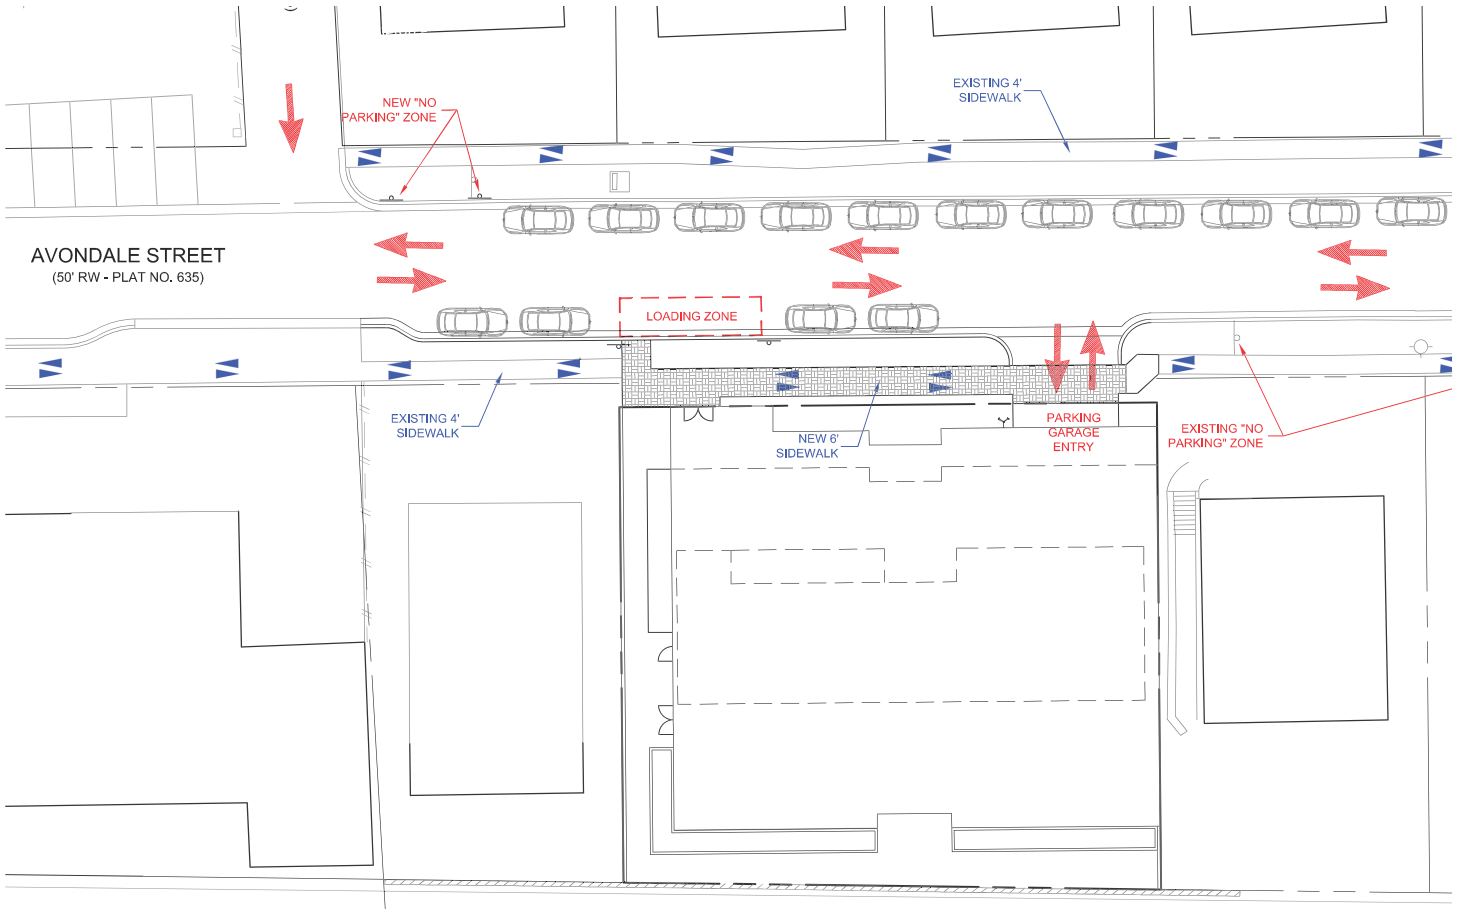 EXISTING 4'
SIDEWALK
NEW "NO
PARKING" ZONE
AVONDALE STREET
(50' RW - PLAT NO. 635)
LOADING ZONE
EXISTING 4'
SIDEWALK
NEW 6'
SIDEWALK
PARKING
GARAGE
ENTRY
EXISTING "NO
PARKING" ZONE